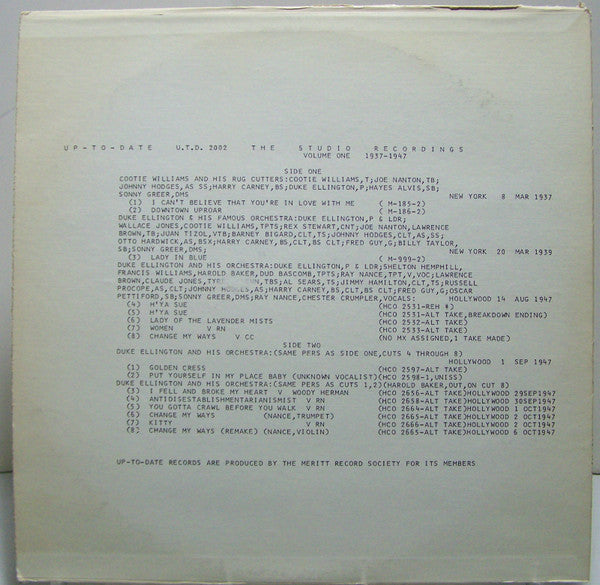 UP-TO-DATE U.T.D. 2002 THE STUDIO RECORDINGS
VOLUME ONE 1937-1947
SIDE ONE
COOTIE WILLIAMS AND HIS RUG CUTTERS:COOTIE WILLIAMS,T;JOE NANTON,TB;
JOHNNY HODGES,AS SS;HARRY CARNEY,BS;DUKE ELLINGTON,P;HAYES ALVIS,SB;
SONNY GREER,DMS NEW YORK 8 MAR 1937
(1) I CAN'T BELIEVE THAT YOU'RE IN LOVE WITH ME ( M-185-2)
(2) DOWNTOWN UPROAR ( M-186-2)
DUKE ELLINGTON & HIS FAMOUS ORCHESTRA:DUKE ELLINGTON,P & LDR;
WALLACE JONES,COOTIE WILLIAMS,TPTS;REX STEWART,CNT;JOE NANTON,LAWRENCE
BROWN,TB;JUAN TIZOL,VTB;BARNEY BIGARD,CLT,TS;JOHNNY HODGES,CLT,AS,SS;
OTTO HARDWICK,AS,BSX;HARRY CARNEY,BS,CLT,BS CLT;FRED GUY,G;BILLY TAYLOR,
SB;SONNY GREER,DMS; NEW YORK 20 MAR 1939
(3) LADY IN BLUE ( M-999-2)
DUKE ELLINGTON AND HIS ORCHESTRA:DUKE ELLINGTON,P & LDR;SHELTON HEMPHILL,
FRANCIS WILLIAMS,HAROLD BAKER,DUD BASCOMB,TPTS;RAY NANCE,TPT,V,VOC;LAWRENCE
BROWN,CLAUDE JONES,TBS;AL SEARS,TS;JIMMY HAMILTON,CLT,TS;RUSSELL
PROCOPE,AS,CLT;JOHNNY HODGES,AS;HARRY CARNEY,BS,CLT,BS CLT;FRED GUY,G;OSCAR
PETTIFORD,SB;SONNY GREER,DMS;RAY NANCE,CHESTER CRUMPLER,VOCALS: HOLLYWOOD 14 AUG 1947
(4) H'YA SUE (HCO 2531-REH #)
(5) H'YA SUE (HCO 2531-ALT TAKE,BREAKDOWN ENDING)
(6) LADY OF THE LAVENDER MISTS (HCO 2532-ALT TAKE)
(7) WOMEN V RN (HCO 2533-ALT TAKE)
(8) CHANGE MY WAYS V CC (NO MX ASSIGNED,1 TAKE MADE)
SIDE TWO
DUKE ELLINGTON AND HIS ORCHESTRA:(SAME PERS AS SIDE ONE,CUTS 4 THROUGH 8)
HOLLYWOOD 1 SEP 1947
(1) GOLDEN CRESS (HCO 2597-ALT TAKE)
(2) PUT YOURSELF IN MY PLACE BABY (UNKNOWN VOCALIST)(HCO 2598-1,UNISS)
DUKE ELLINGTON AND HIS ORCHESTRA:(SAME PERS AS CUTS 1,2)(HAROLD BAKER,OUT,ON CUT 8)
(3) I FELL AND BROKE MY HEART V WOODY HERMAN (HCO 2656-ALT TAKE)HOLLYWOOD 29SEP1947
(4) ANTIDISESTABLISHMENTARIANISMIST V RN (HCO 2658-ALT TAKE)HOLLYWOOD 30SEP1947
(5) YOU GOTTA CRAWL BEFORE YOU WALK V RN (HCO 2664-ALT TAKE)HOLLYWOOD 1 OCT1947
(6) CHANGE MY WAYS (NANCE,TRUMPET) (HCO 2665-ALT TAKE)HOLLYWOOD 2 OCT1947
(7) KITTY V RN (HCO 2666-ALT TAKE)HOLLYWOOD 2 OCT1947
(8) CHANGE MY WAYS (REMAKE) (NANCE,VIOLIN) (HCO 2665-ALT TAKE)HOLLYWOOD 6 OCT1947
UP-TO-DATE RECORDS ARE PRODUCED BY THE MERITT RECORD SOCIETY FOR ITS MEMBERS